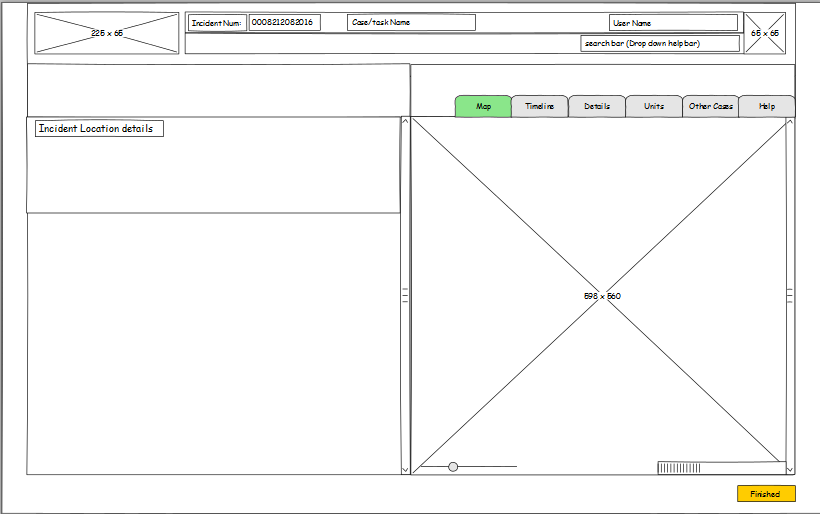 225 x 65
Incident Num:
0008212082016
Case/task Name
User Name
65 x 65
search bar (Drop down help bar)
Map
Timeline
Details
Units
Other Cases
Help
Incident Location details
598 x 560
Finished